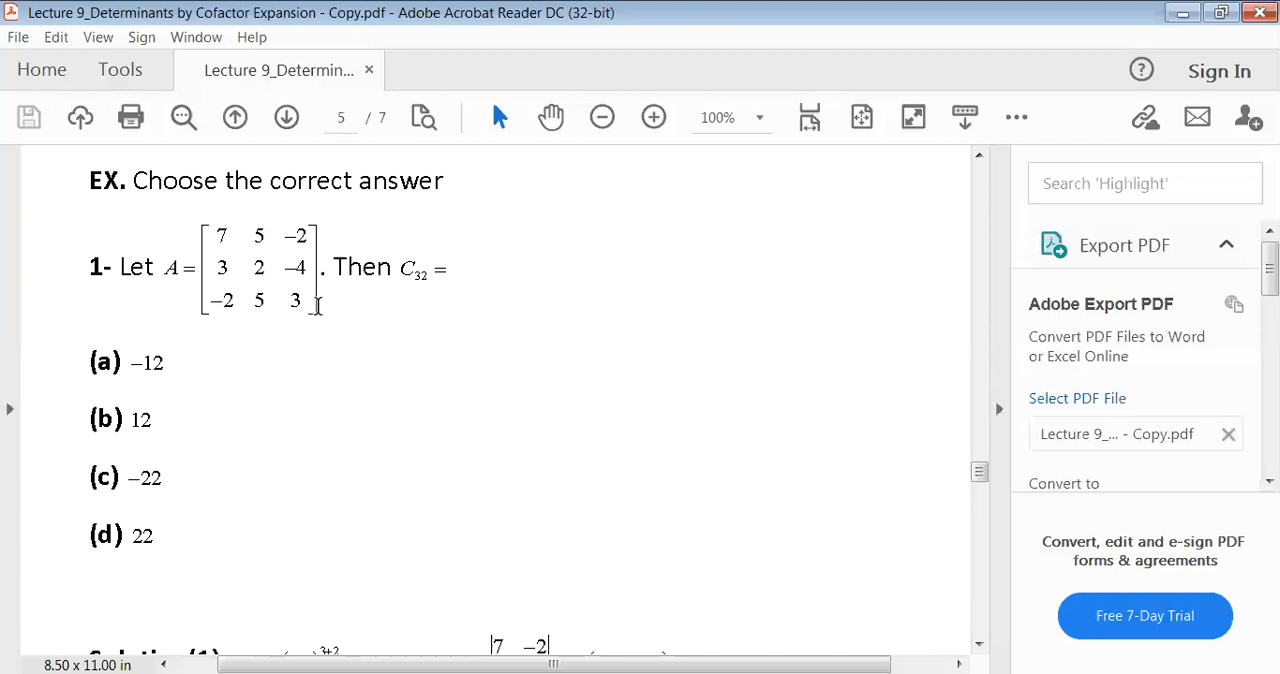 Lecture 9_Determinants by Cofactor Expansion - Copy.pdf - Adobe Acrobat Reader DC (32-bit)
File Edit View Sign Window Help
Home Tools Lecture 9_Determin... × Sign In
5 / 7 100%
EX. Choose the correct answer
Search 'Highlight'
7 5 −2
1- Let A = 3 2 −4 . Then C32 =
−2 5 3
Export PDF
Adobe Export PDF
Convert PDF Files to Word
or Excel Online
(a) −12
Select PDF File
(b) 12
Lecture 9_... - Copy.pdf
(c) −22
Convert to
(d) 22
Convert, edit and e-sign PDF
forms & agreements
Free 7-Day Trial
7 −2
3+2
8.50 x 11.00 in